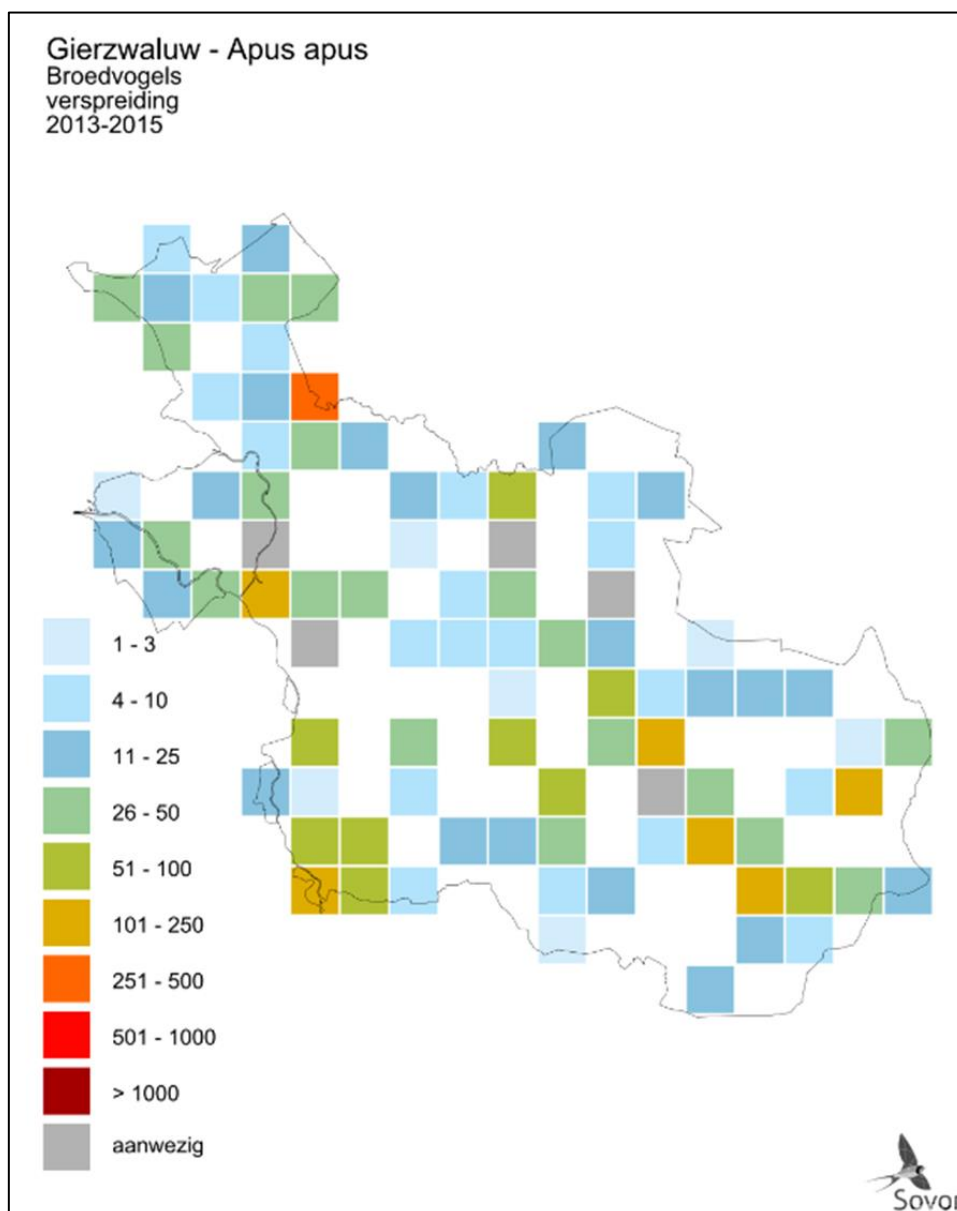 Gierzwaluw - Apus apus
Broedvogels
verspreiding
2013-2015
1 - 3
4 - 10
11 - 25
26 - 50
51 - 100
101 - 250
251 - 500
501 - 1000
> 1000
aanwezig
Sovon